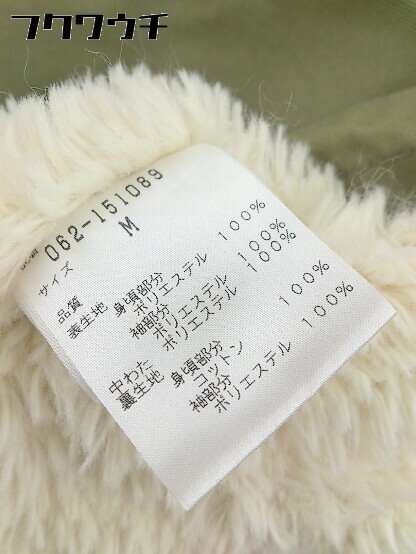 フクワウチ
062-151089
サイズ M
品質
表生地 身頃部分
ポリエステル 100%
袖部分
ポリエステル 100%
中わた ポリエステル 100%
裏生地 身頃部分
コットン 100%
袖部分
ポリエステル 100%